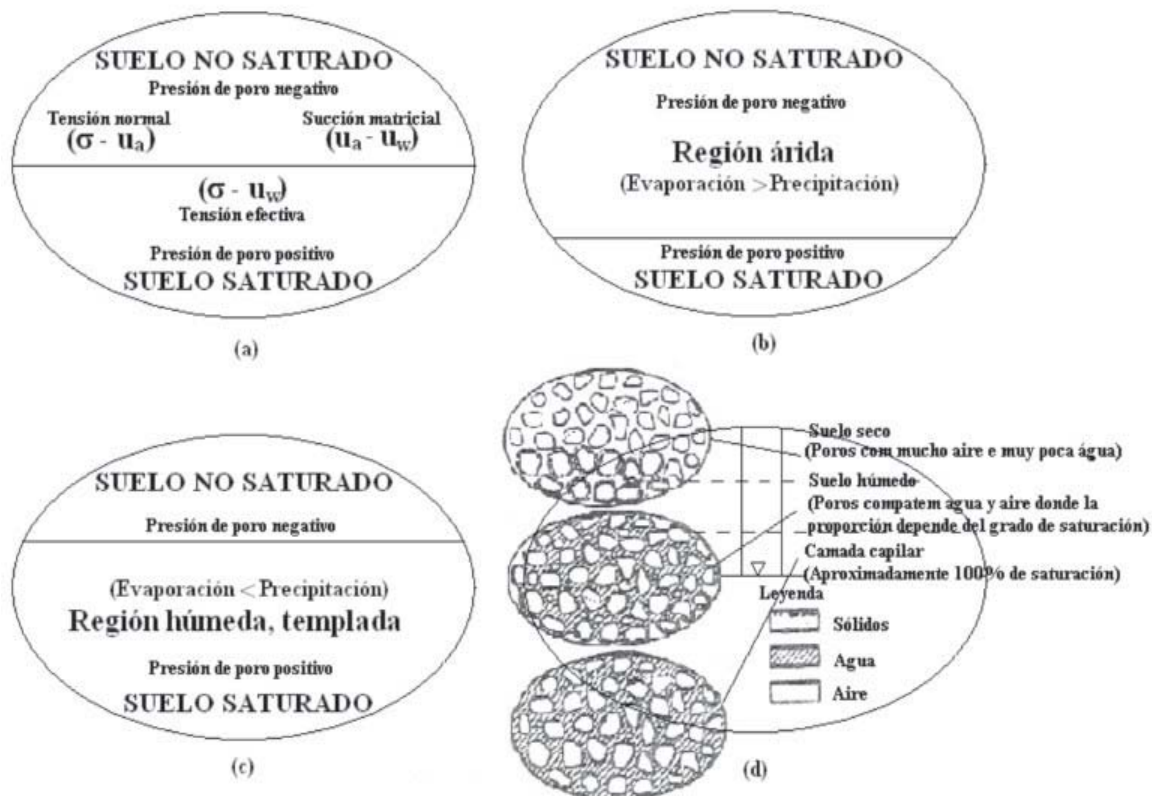 SUELO NO SATURADO
Presión de poro negativo
Tensión normal
(σ - uₐ)
Succión matricial
(uₐ - u_w)
(σ - u_w)
Tensión efectiva
Presión de poro positivo
SUELO SATURADO
(a)
SUELO NO SATURADO
Presión de poro negativo
Región árida
(Evaporación > Precipitación)
Presión de poro positivo
SUELO SATURADO
(b)
SUELO NO SATURADO
Presión de poro negativo
(Evaporación < Precipitación)
Región húmeda, templada
Presión de poro positivo
SUELO SATURADO
(c)
Suelo seco
(Poros com mucho aire e muy poca água)
Suelo húmedo
(Poros compatem agua y aire donde la
proporción depende del grado de saturación)
Camada capilar
(Aproximadamente 100% de saturación)
Leyenda
Sólidos
Agua
Aire
(d)